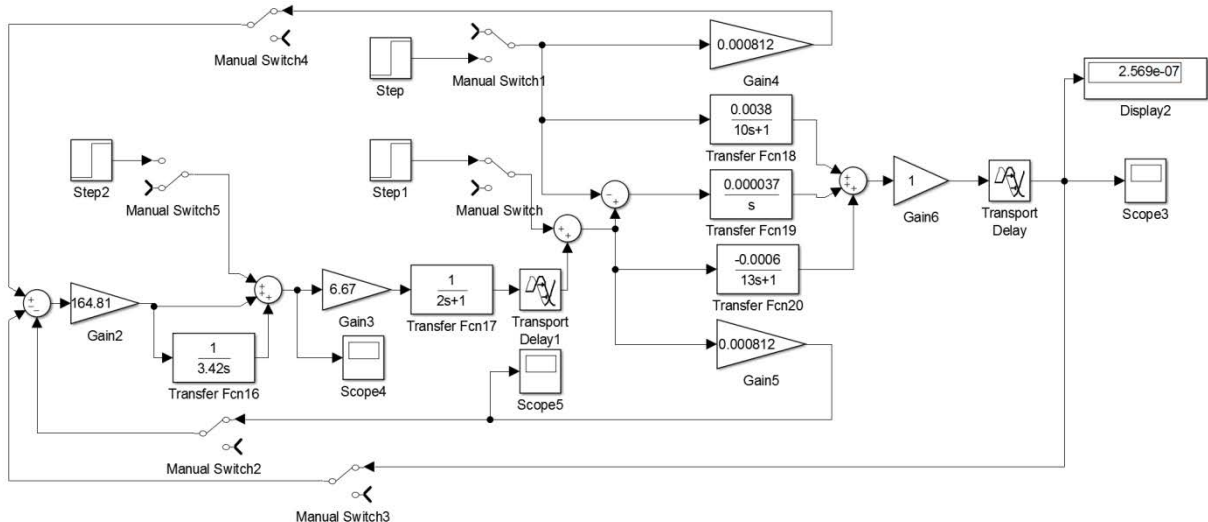 Manual Switch4
Step
Manual Switch1
0.000812
Gain4
2.569e-07
Display2
0.0038
10s+1
Transfer Fcn18
Step2
Manual Switch5
Step1
Manual Switch
-
+
0.000037
s
Transfer Fcn19
+
+
+
1
Gain6
Transport
Delay
Scope3
+
+
-0.0006
13s+1
Transfer Fcn20
+
-
-
164.81
Gain2
1
3.42s
Transfer Fcn16
+
+
+
6.67
Gain3
1
2s+1
Transfer Fcn17
Transport
Delay1
Scope4
Scope5
0.000812
Gain5
Manual Switch2
Manual Switch3